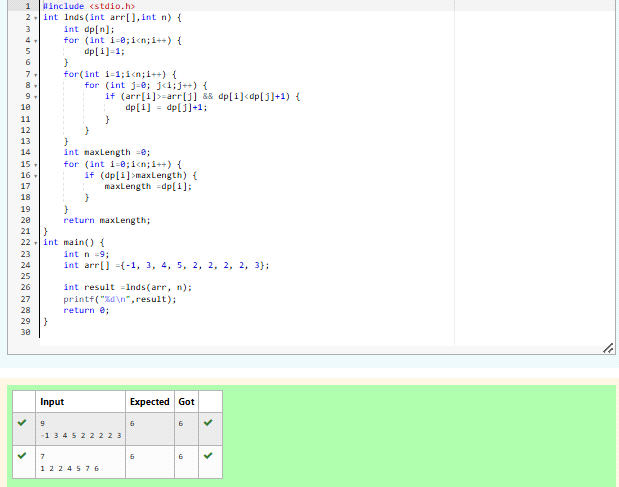 1 #include <stdio.h>
2 int lnds(int arr[],int n) {
3 int dp[n];
4 for (int i=0;i<n;i++) {
5 dp[i]=1;
6 }
7 for(int i=1;i<n;i++) {
8 for (int j=0; j<i;j++) {
9 if (arr[i]>=arr[j] && dp[i]<dp[j]+1) {
10 dp[i] = dp[j]+1;
11 }
12 }
13 }
14 int maxLength =0;
15 for (int i=0;i<n;i++) {
16 if (dp[i]>maxLength) {
17 maxLength =dp[i];
18 }
19 }
20 return maxLength;
21 }
22 int main() {
23 int n =9;
24 int arr[] ={-1, 3, 4, 5, 2, 2, 2, 2, 3};
25
26 int result =lnds(arr, n);
27 printf("%d\n",result);
28 return 0;
29 }
30
Input Expected Got
9 6 6
-1 3 4 5 2 2 2 2 3
7 6 6
1 2 2 4 5 7 6